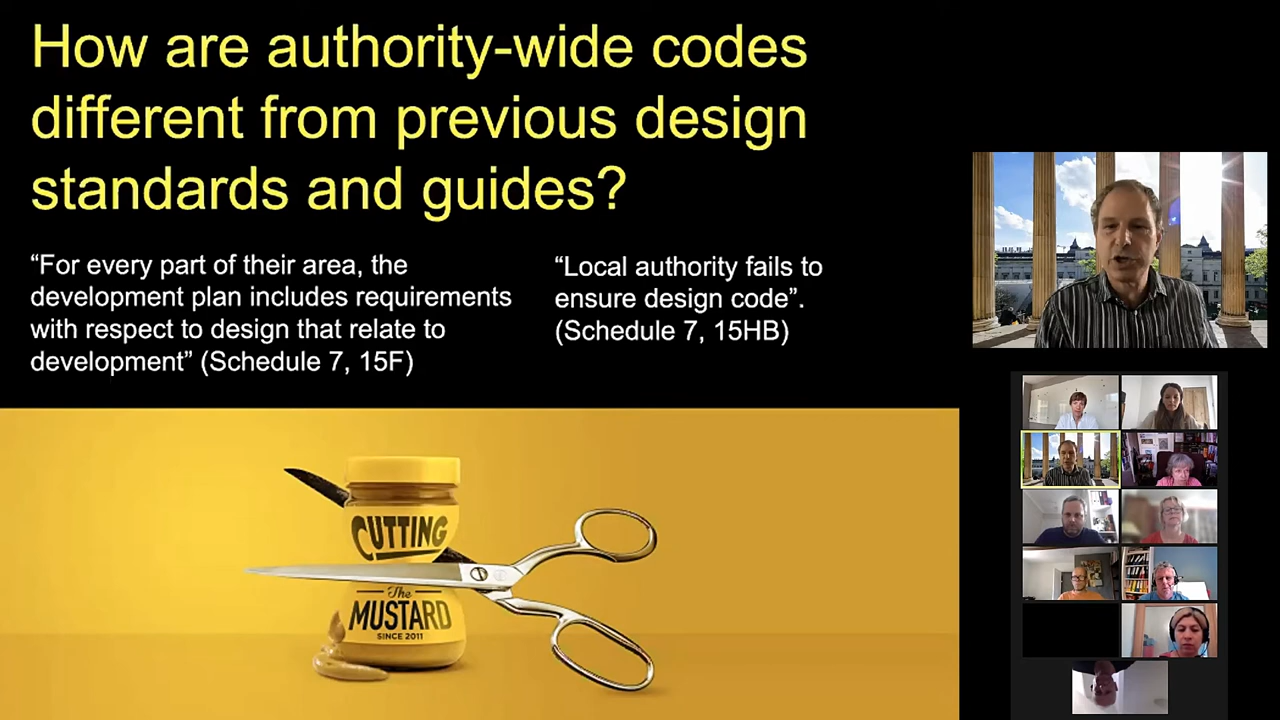 How are authority-wide codes
different from previous design
standards and guides?
“For every part of their area, the
development plan includes requirements
with respect to design that relate to
development” (Schedule 7, 15F)
“Local authority fails to
ensure design code”.
(Schedule 7, 15HB)
CUTTING
The
MUSTARD
SINCE 2011